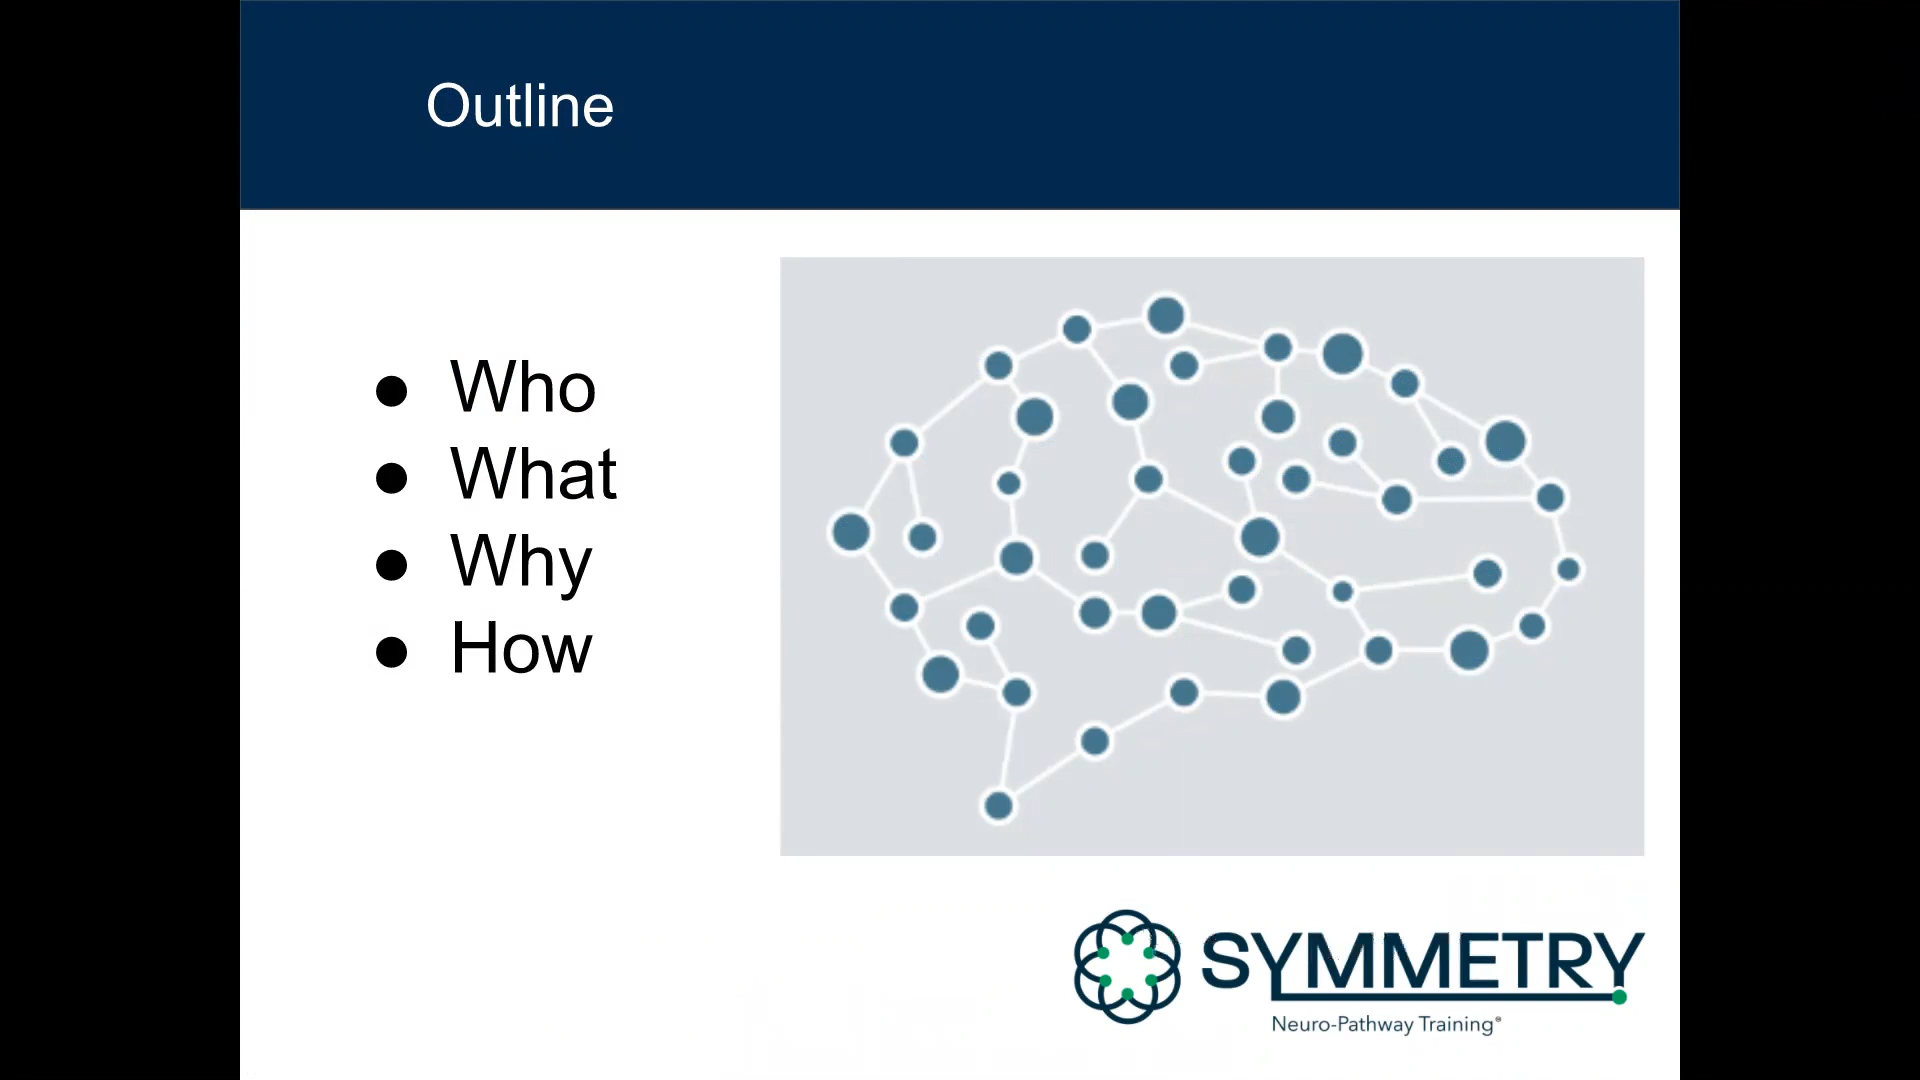 Outline
● Who
● What
● Why
● How
SYMMETRY
Neuro-Pathway Training®